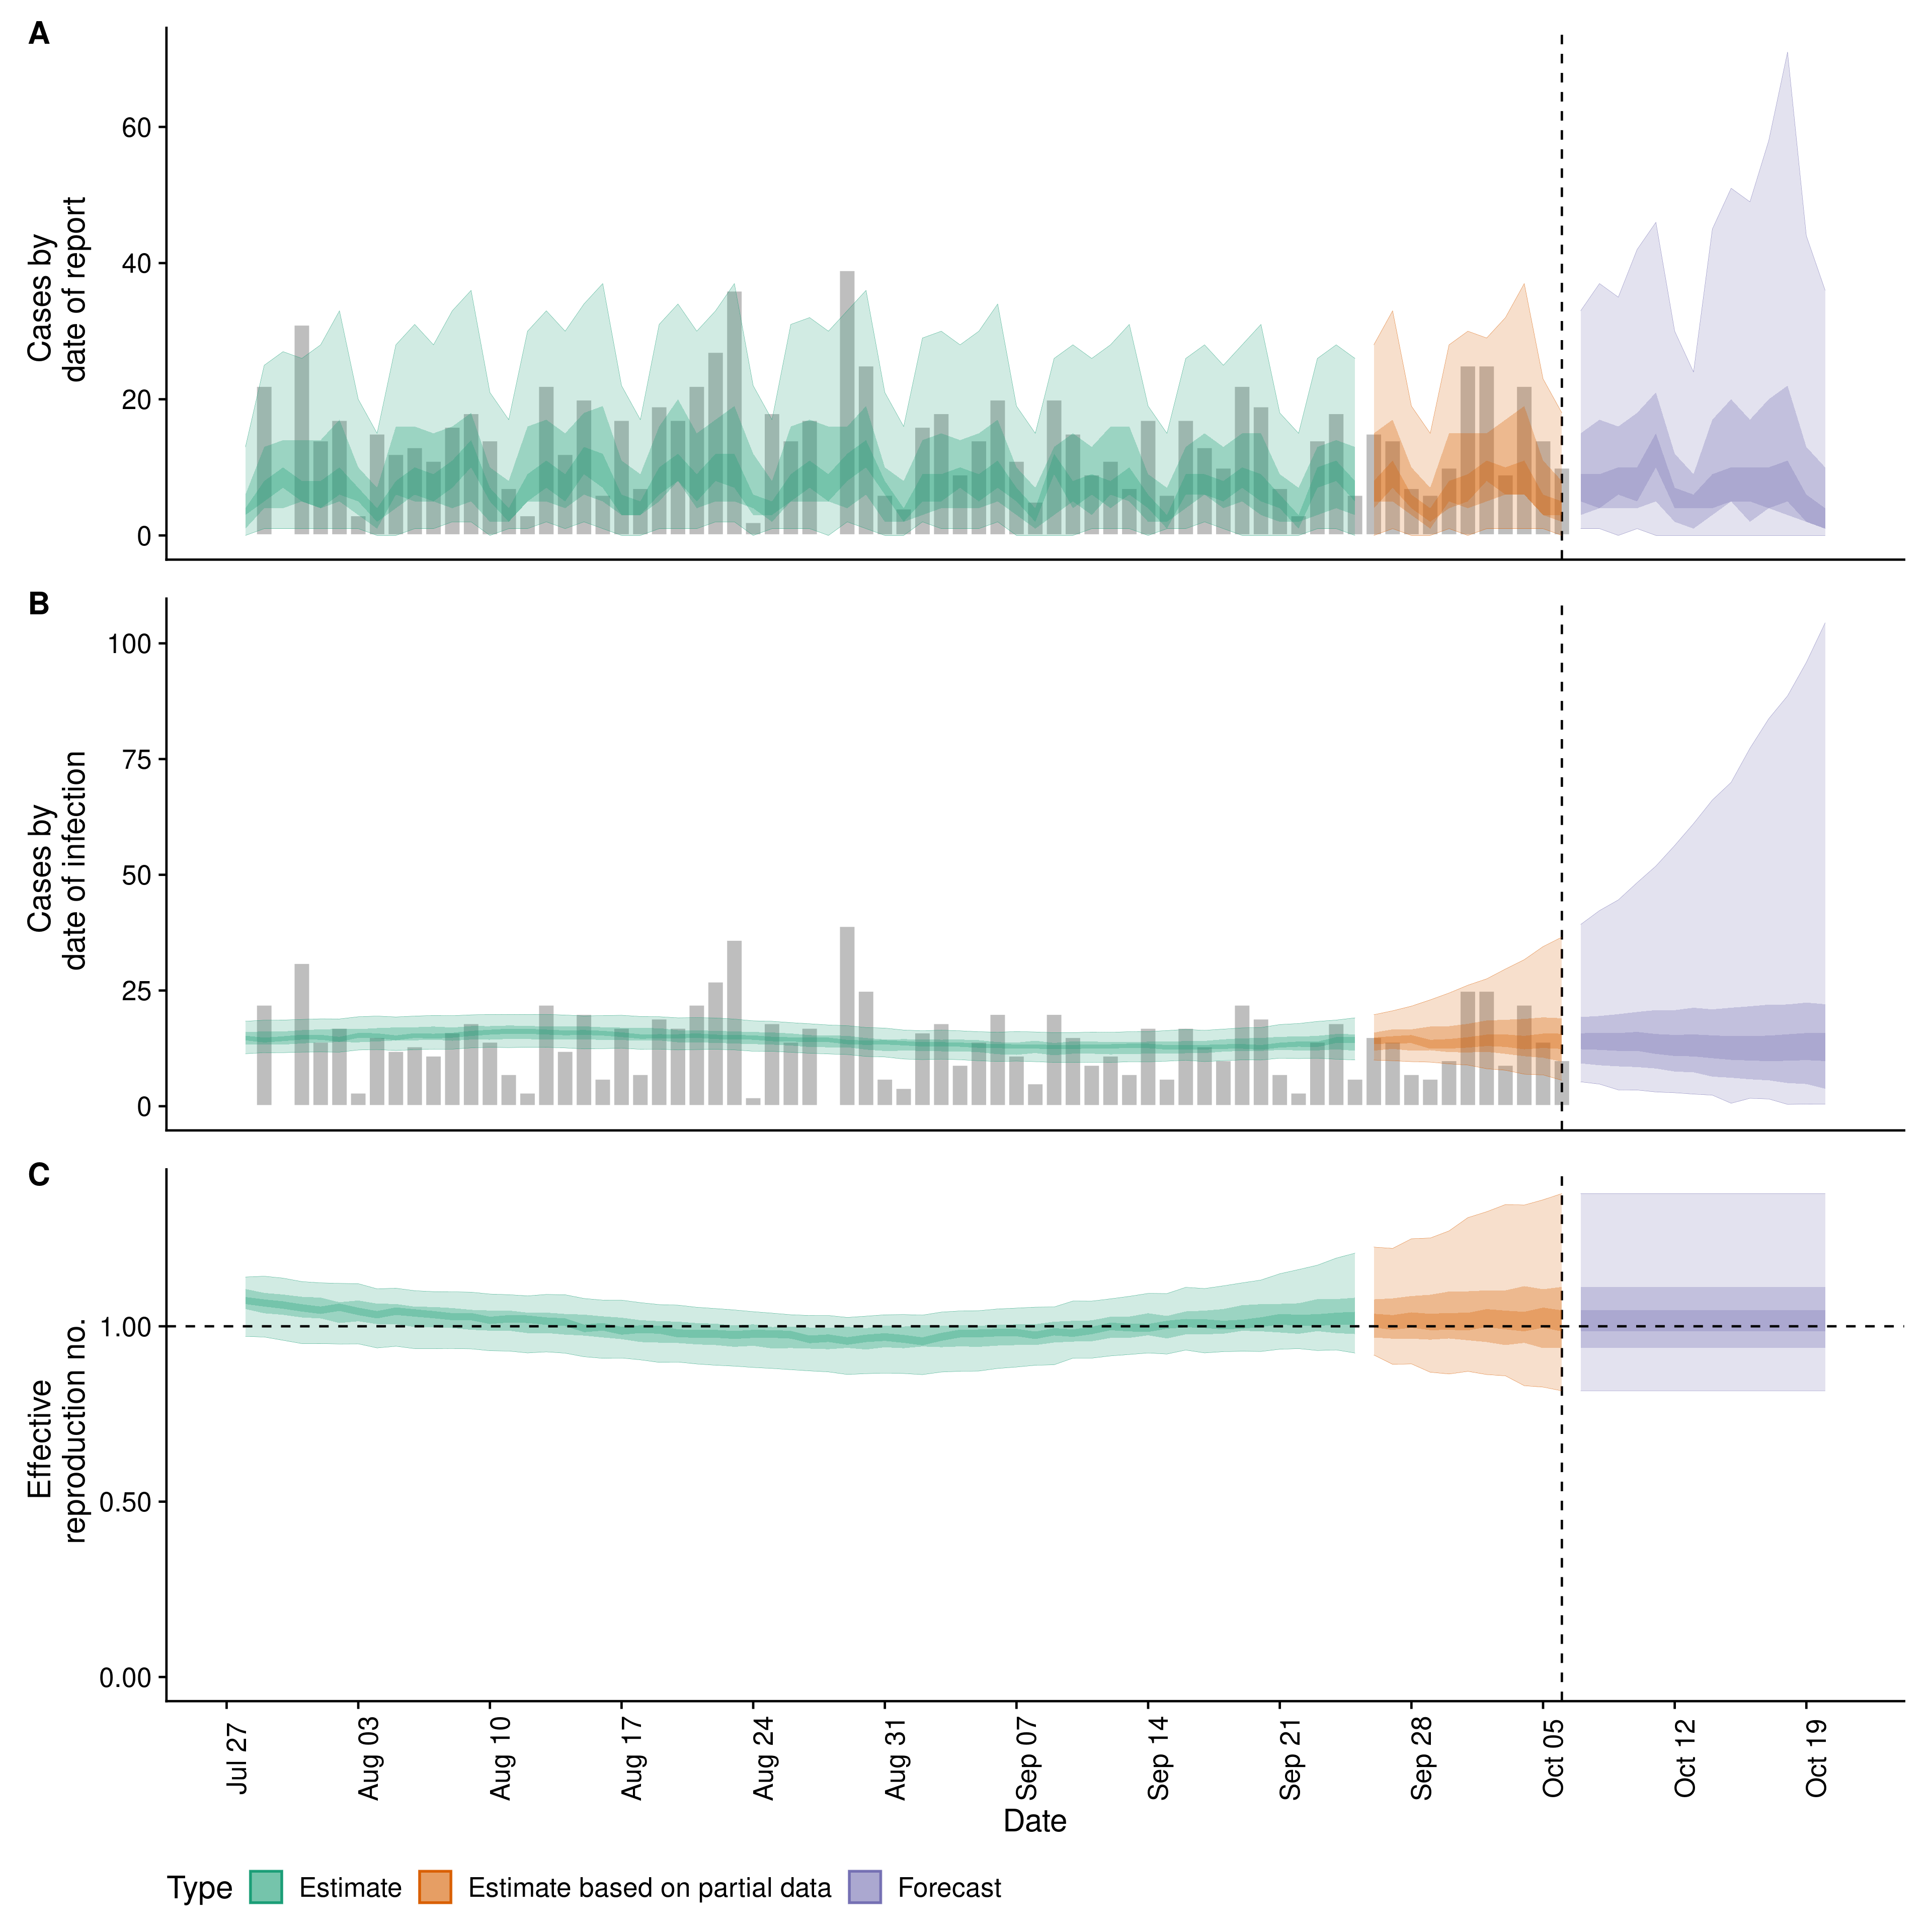 A
Cases by
date of report
60
40
20
0
B
Cases by
date of infection
100
75
50
25
0
C
Effective
reproduction no.
1.00
0.50
0.00
Jul 27
Aug 03
Aug 10
Aug 17
Aug 24
Aug 31
Sep 07
Sep 14
Sep 21
Sep 28
Oct 05
Oct 12
Oct 19
Date
Type Estimate Estimate based on partial data Forecast